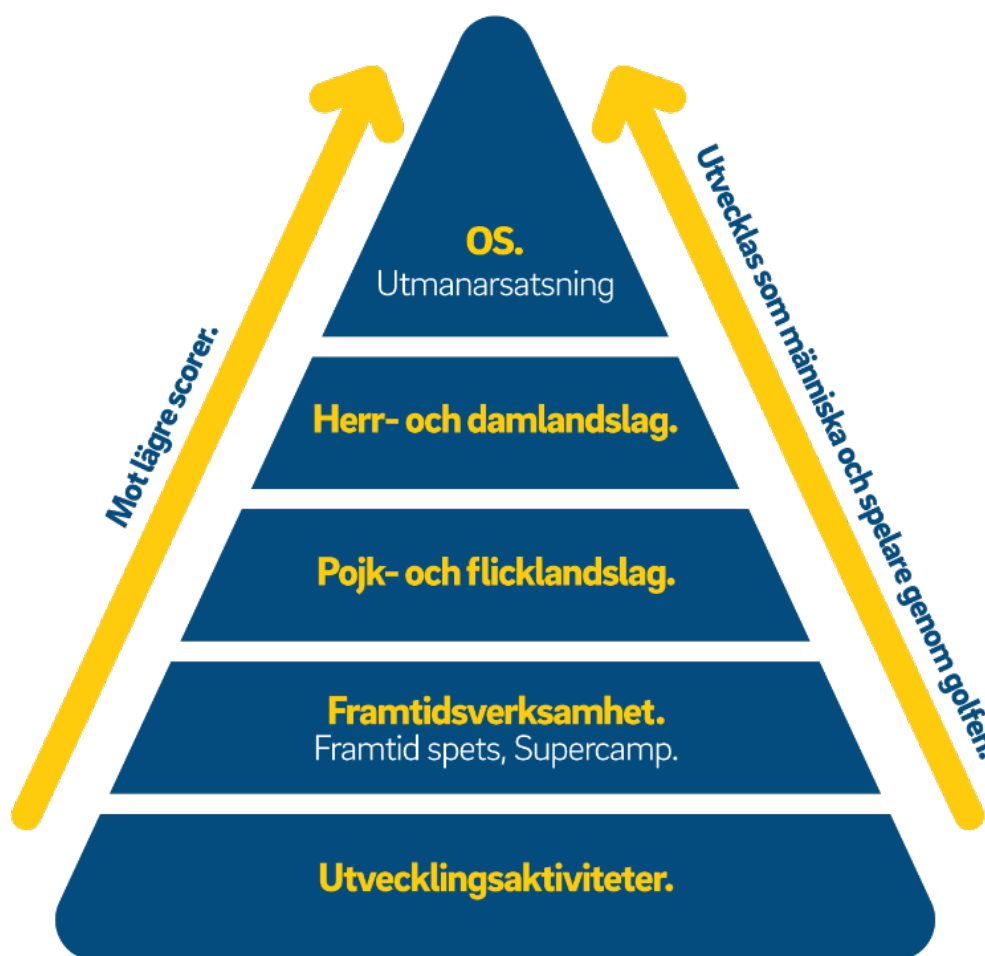 OS.
Utmanarsatsning
Herr- och damlandslag.
Pojk- och flicklandslag.
Framtidsverksamhet.
Framtid spets, Supercamp.
Utvecklingsaktiviteter.
Mot lägre scorer.
Utvecklas som människa och spelare genom golfen.